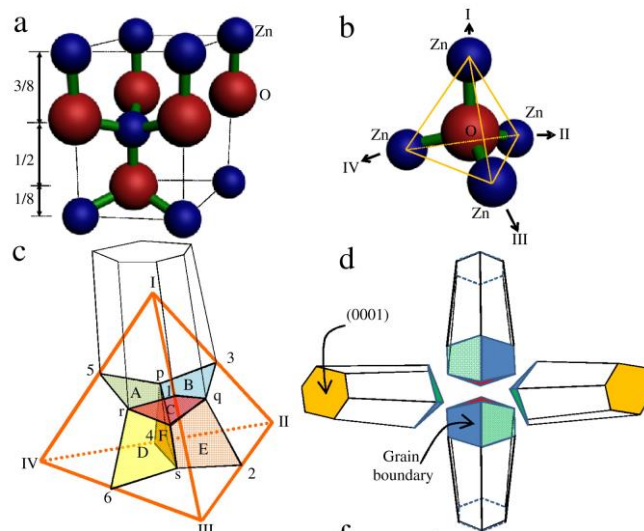 a
Zn
3/8
O
1/2
1/8
b
I
Zn
Zn
O
Zn
II
IV
Zn
III
c
I
5
p
3
A
B
r
C
q
4
F
II
D
E
IV
s
2
6
III
d
(0001)
Grain
boundary